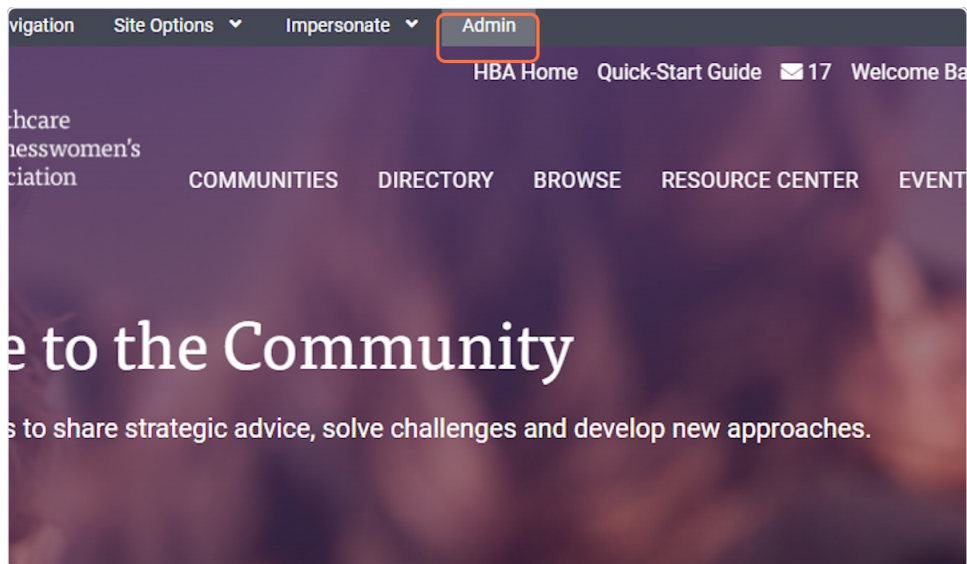 vigation Site Options Impersonate Admin
HBA Home Quick-Start Guide 17 Welcome Ba
thcare
nesswomen's
ciation
COMMUNITIES DIRECTORY BROWSE RESOURCE CENTER EVENT
e to the Community
s to share strategic advice, solve challenges and develop new approaches.